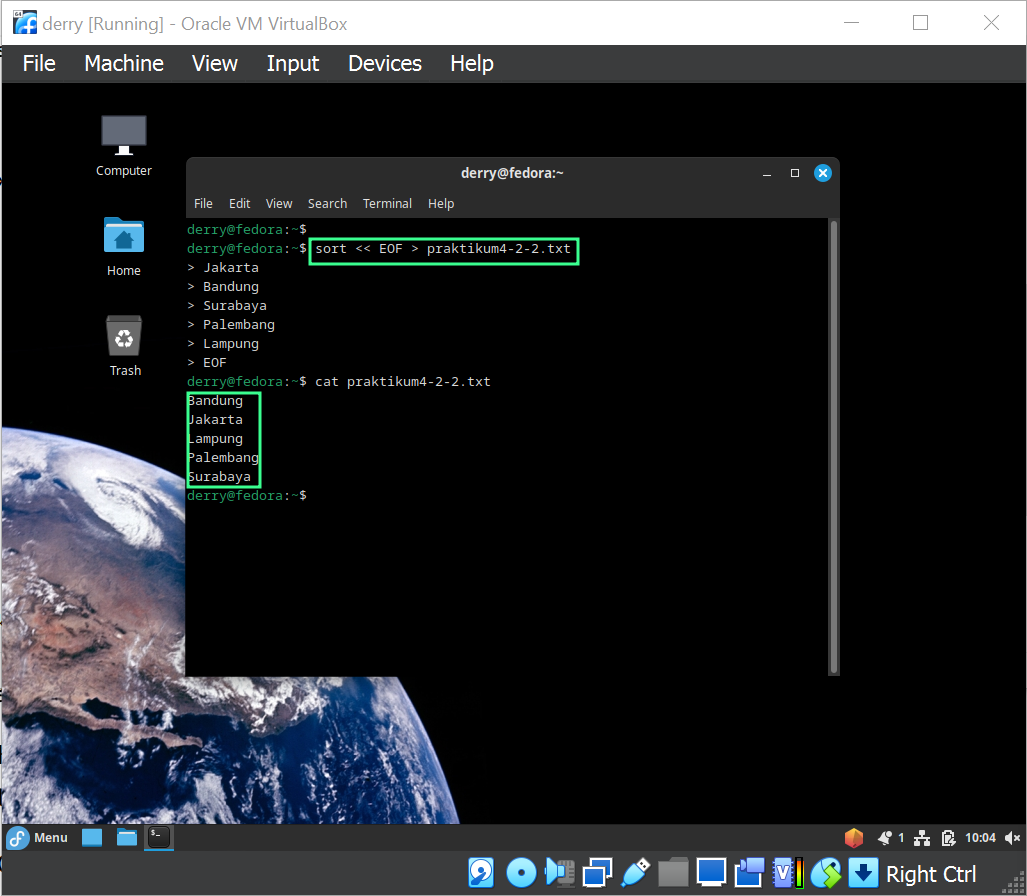 derry [Running] - Oracle VM VirtualBox
File Machine View Input Devices Help
Computer
Home
Trash
derry@fedora:~
File Edit View Search Terminal Help
derry@fedora:~$
derry@fedora:~$ sort << EOF > praktikum4-2-2.txt
> Jakarta
> Bandung
> Surabaya
> Palembang
> Lampung
> EOF
derry@fedora:~$ cat praktikum4-2-2.txt
Bandung
Jakarta
Lampung
Palembang
Surabaya
derry@fedora:~$
Menu
1
10:04
Right Ctrl